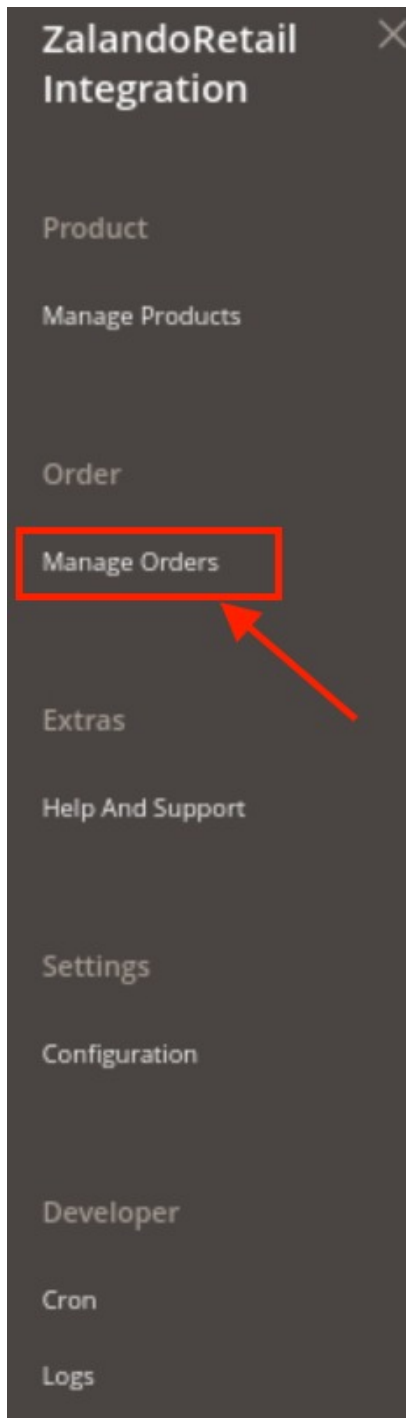 ZalandoRetail
Integration
Product
Manage Products
Order
Manage Orders
Extras
Help And Support
Settings
Configuration
Developer
Cron
Logs